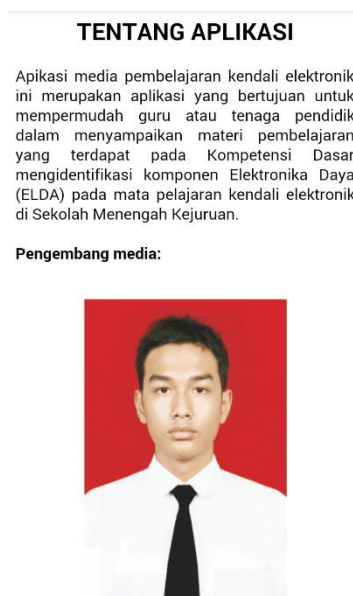 TENTANG APLIKASI
Apikasi media pembelajaran kendali elektronik
ini merupakan aplikasi yang bertujuan untuk
mempermudah guru atau tenaga pendidik
dalam menyampaikan materi pembelajaran
yang terdapat pada Kompetensi Dasar
mengidentifikasi komponen Elektronika Daya
(ELDA) pada mata pelajaran kendali elektronik
di Sekolah Menengah Kejuruan.
Pengembang media: